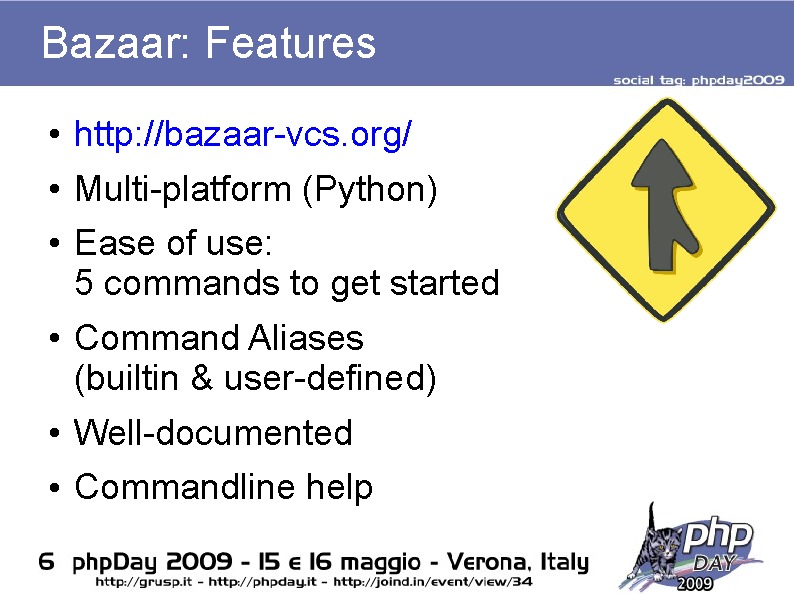 Bazaar: Features
social tag: phpday2009
• http://bazaar-vcs.org/
• Multi-platform (Python)
• Ease of use:
5 commands to get started
• Command Aliases
(builtin & user-defined)
• Well-documented
• Commandline help
6 phpDay 2009 - 15 e 16 maggio - Verona, Italy
http://grusp.it - http://phpday.it - http://joind.in/event/view/34
php
DAY
2009